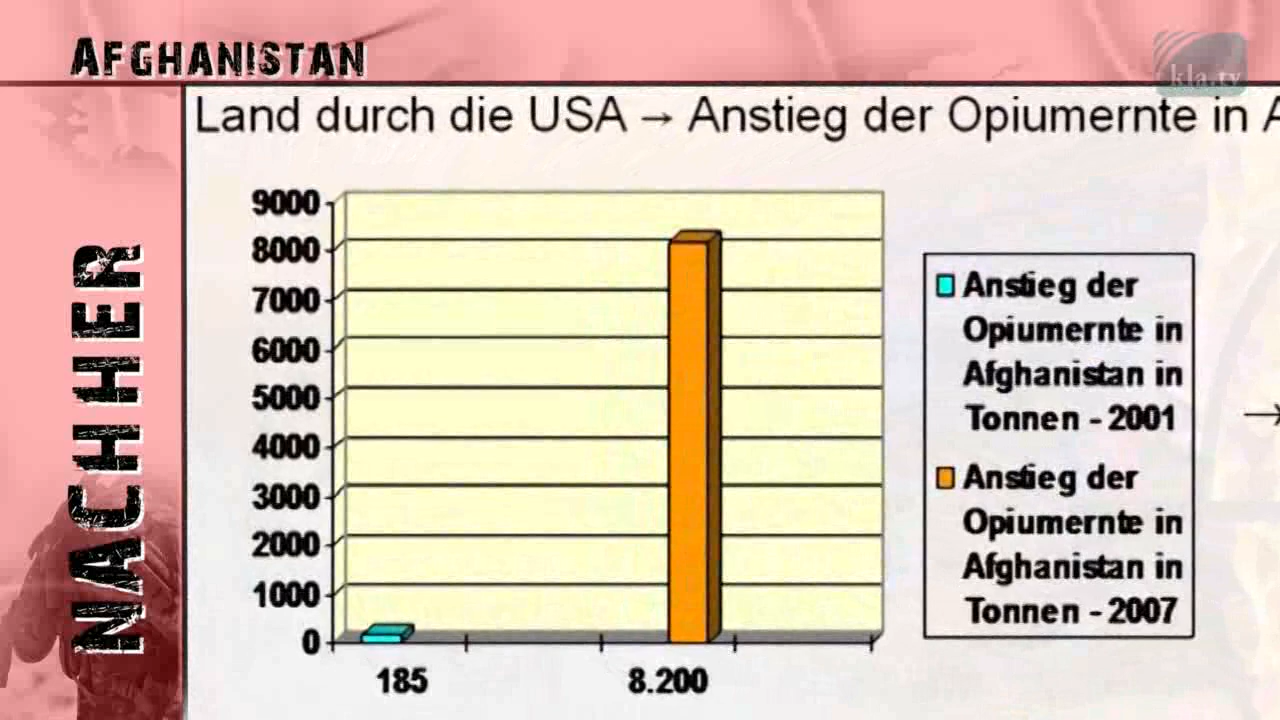 AFGHANISTAN
kla.tv
Land durch die USA → Anstieg der Opiumernte in A
NACHHER
9000
8000
7000
6000
5000
4000
3000
2000
1000
0
185
8.200
Anstieg der
Opiumernte in
Afghanistan in
Tonnen - 2001
→
Anstieg der
Opiumernte in
Afghanistan in
Tonnen - 2007